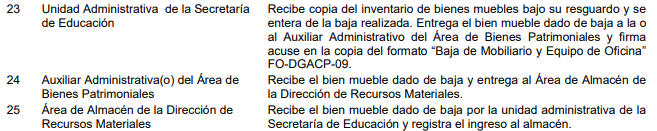 23 Unidad Administrativa de la Secretaría de Educación Recibe copia del inventario de bienes muebles bajo su resguardo y se
entera de la baja realizada. Entrega el bien mueble dado de baja a la o
al Auxiliar Administrativo del Área de Bienes Patrimoniales y firma
acuse en la copia del formato “Baja de Mobiliario y Equipo de Oficina”
FO-DGACP-09.
24 Auxiliar Administrativa(o) del Área de Bienes Patrimoniales Recibe el bien mueble dado de baja y entrega al Área de Almacén de
la Dirección de Recursos Materiales.
25 Área de Almacén de la Dirección de Recursos Materiales Recibe el bien mueble dado de baja por la unidad administrativa de la
Secretaría de Educación y registra el ingreso al almacén.